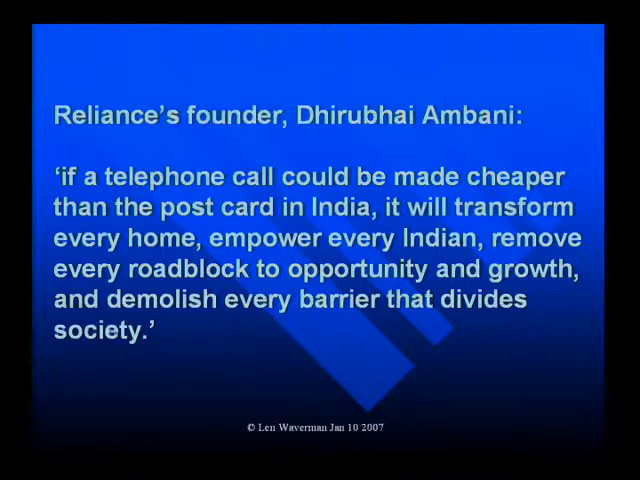 Reliance's founder, Dhirubhai Ambani:
‘if a telephone call could be made cheaper
than the post card in India, it will transform
every home, empower every Indian, remove
every roadblock to opportunity and growth,
and demolish every barrier that divides
society.’
© Len Waverman Jan 10 2007